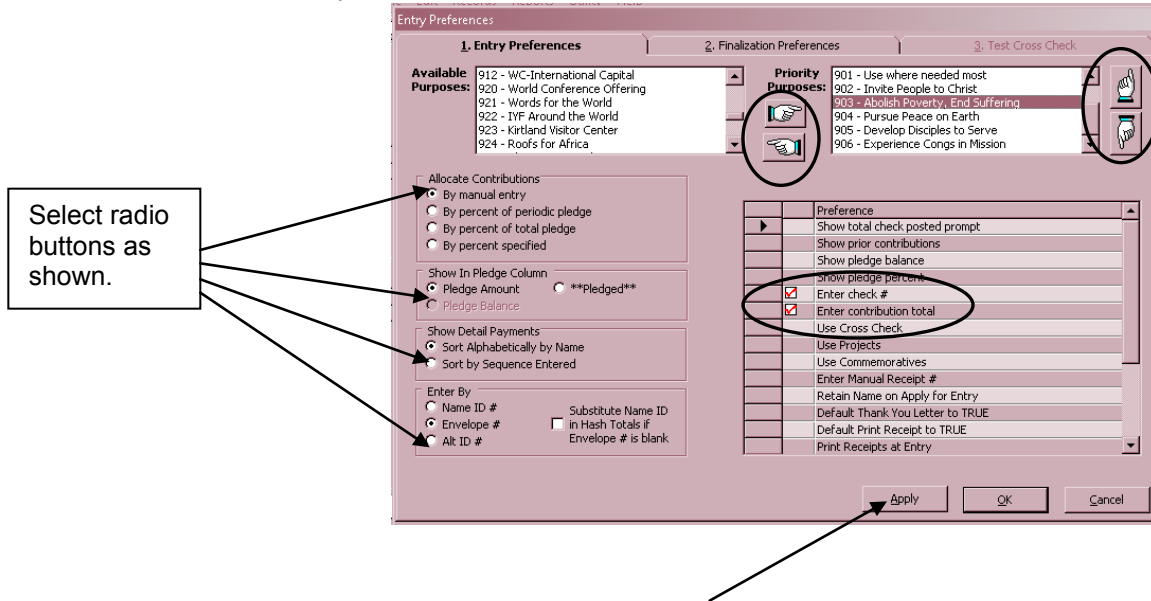 Entry Preferences
1. Entry Preferences
2. Finalization Preferences
3. Test Cross Check
Available Purposes:
912 - WC-International Capital
920 - World Conference Offering
921 - Words for the World
922 - IYF Around the World
923 - Kirtland Visitor Center
924 - Roofs for Africa
Priority Purposes:
901 - Use where needed most
902 - Invite People to Christ
903 - Abolish Poverty, End Suffering
904 - Pursue Peace on Earth
905 - Develop Disciples to Serve
906 - Experience Congs in Mission
Select radio
buttons as
shown.
Allocate Contributions
By manual entry
By percent of periodic pledge
By percent of total pledge
By percent specified
Show In Pledge Column
Pledge Amount
**Pledged**
Pledge Balance
Show Detail Payments
Sort Alphabetically by Name
Sort by Sequence Entered
Enter By
Name ID #
Envelope #
Alt ID #
Substitute Name ID
in Hash Totals if
Envelope # is blank
Preference
Show total check posted prompt
Show prior contributions
Show pledge balance
Show pledge percent
Enter check #
Enter contribution total
Use Cross Check
Use Projects
Use Commemoratives
Enter Manual Receipt #
Retain Name on Apply for Entry
Default Thank You Letter to TRUE
Default Print Receipt to TRUE
Print Receipts at Entry
Apply
OK
Cancel